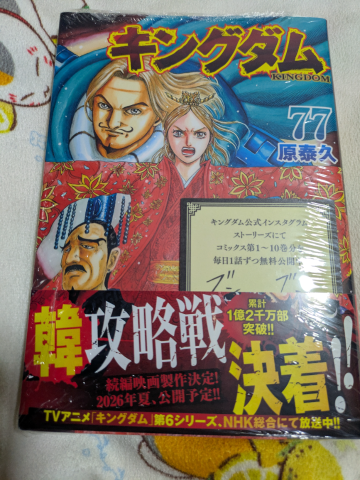 キングダム
KINGDOM
77
原泰久
キングダム公式インスタグラム
ストーリーズにて
コミックス第1〜10巻分
毎日1話ずつ無料公開
韓攻略戦
決着!!
累計
1億2千万部
突破!!
続編映画製作決定!
2026年夏、公開予定!!
TVアニメ「キングダム」第6シリーズ、NHK総合にて放送中!!